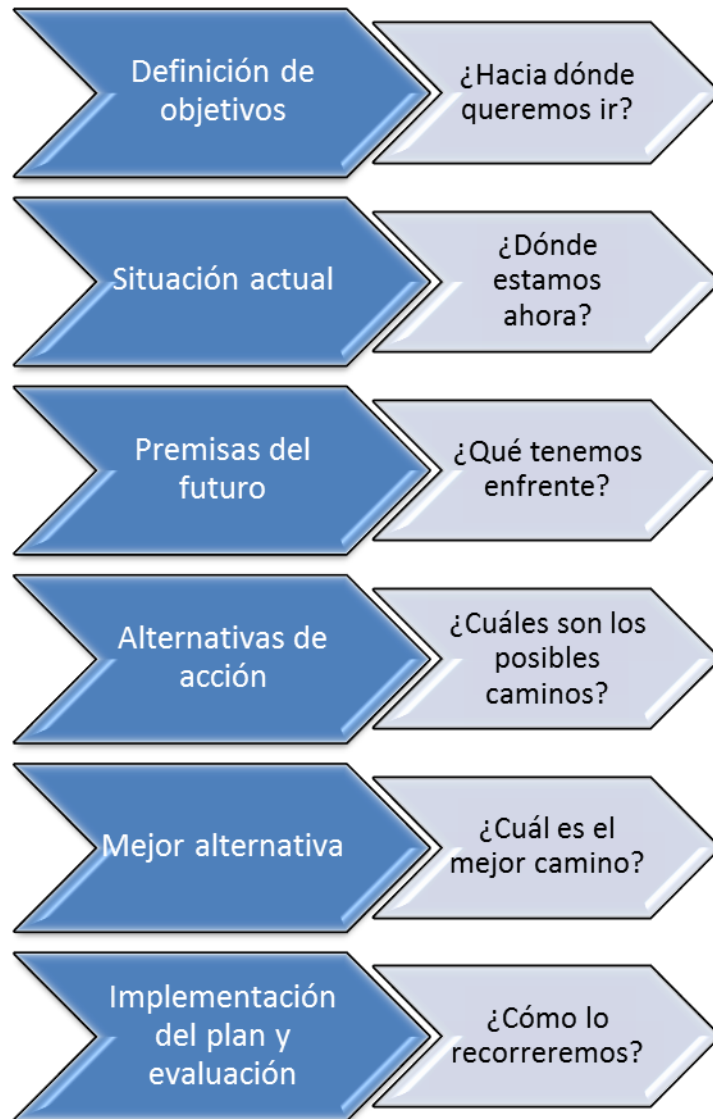 Definición de
objetivos
¿Hacia dónde
queremos ir?
Situación actual
¿Dónde
estamos
ahora?
Premisas del
futuro
¿Qué tenemos
enfrente?
Alternativas de
acción
¿Cuáles son los
posibles
caminos?
Mejor alternativa
¿Cuál es el
mejor camino?
Implementación
del plan y
evaluación
¿Cómo lo
recorreremos?